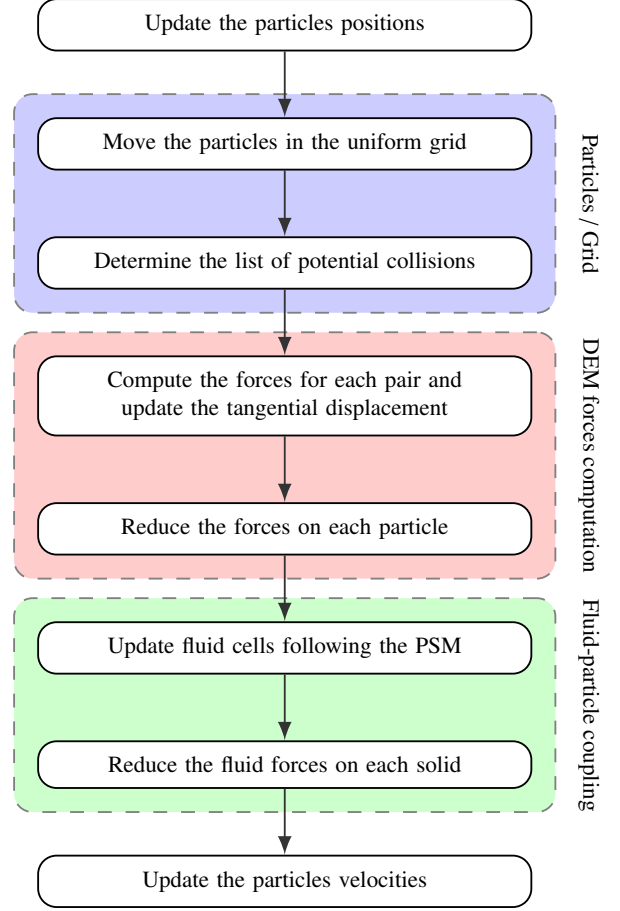 Update the particles positions
Move the particles in the uniform grid
Determine the list of potential collisions
Particles / Grid
Compute the forces for each pair and
update the tangential displacement
Reduce the forces on each particle
DEM forces computation
Update fluid cells following the PSM
Reduce the fluid forces on each solid
Fluid-particle coupling
Update the particles velocities